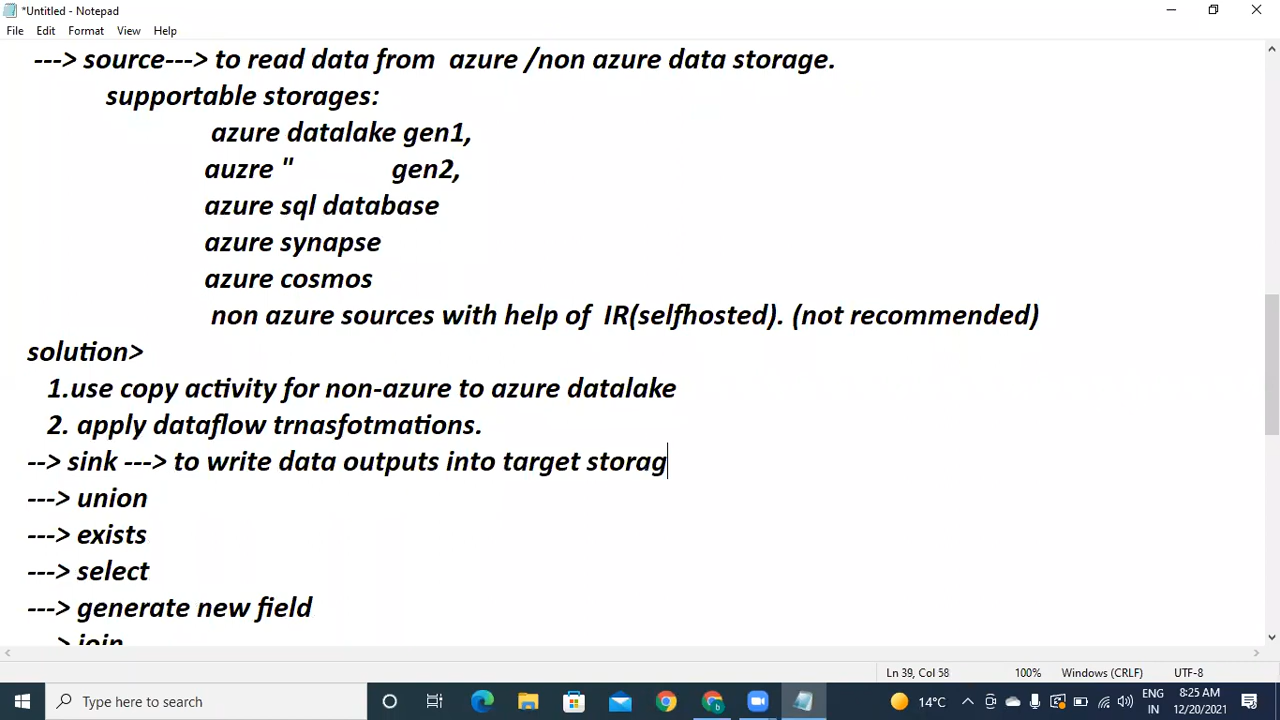 *Untitled - Notepad
File Edit Format View Help
---> source---> to read data from azure /non azure data storage.
supportable storages:
azure datalake gen1,
auzre " gen2,
azure sql database
azure synapse
azure cosmos
non azure sources with help of IR(selfhosted). (not recommended)
solution>
1.use copy activity for non-azure to azure datalake
2. apply dataflow trnasfotmations.
--> sink ---> to write data outputs into target storag
---> union
---> exists
---> select
---> generate new field
---> join
Ln 39, Col 58 100% Windows (CRLF) UTF-8
Type here to search 14°C ENG IN 8:25 AM 12/20/2021